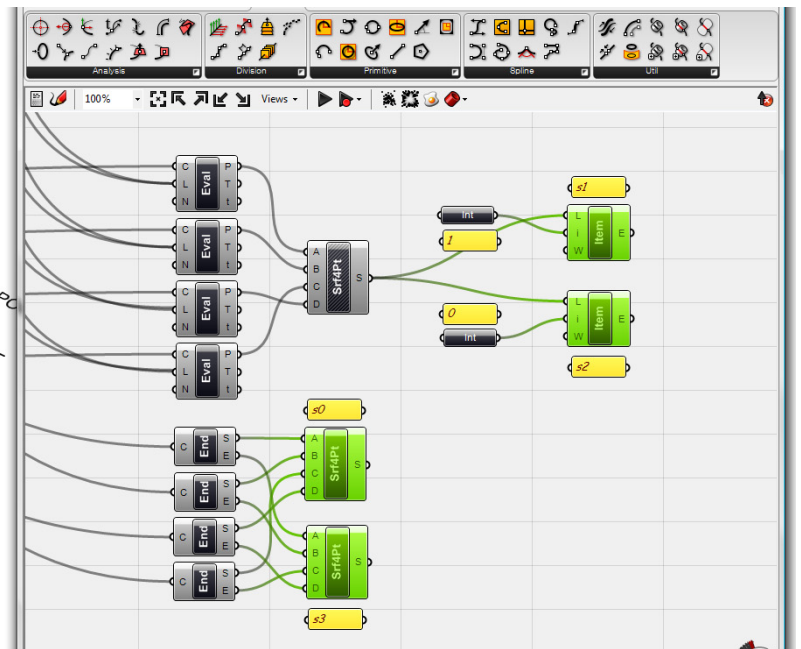 Analysis
Division
Primitive
Spline
Util
100%
Views
C
L
N
Eval
P
T
t
C
L
N
Eval
P
T
t
C
L
N
Eval
P
T
t
C
L
N
Eval
P
T
t
A
B
C
D
Srf4Pt
S
s1
Int
1
L
i
W
Item
E
0
Int
L
i
W
Item
E
s2
C
End
S
E
C
End
S
E
C
End
S
E
C
End
S
E
s0
A
B
C
D
Srf4Pt
S
A
B
C
D
Srf4Pt
S
s3